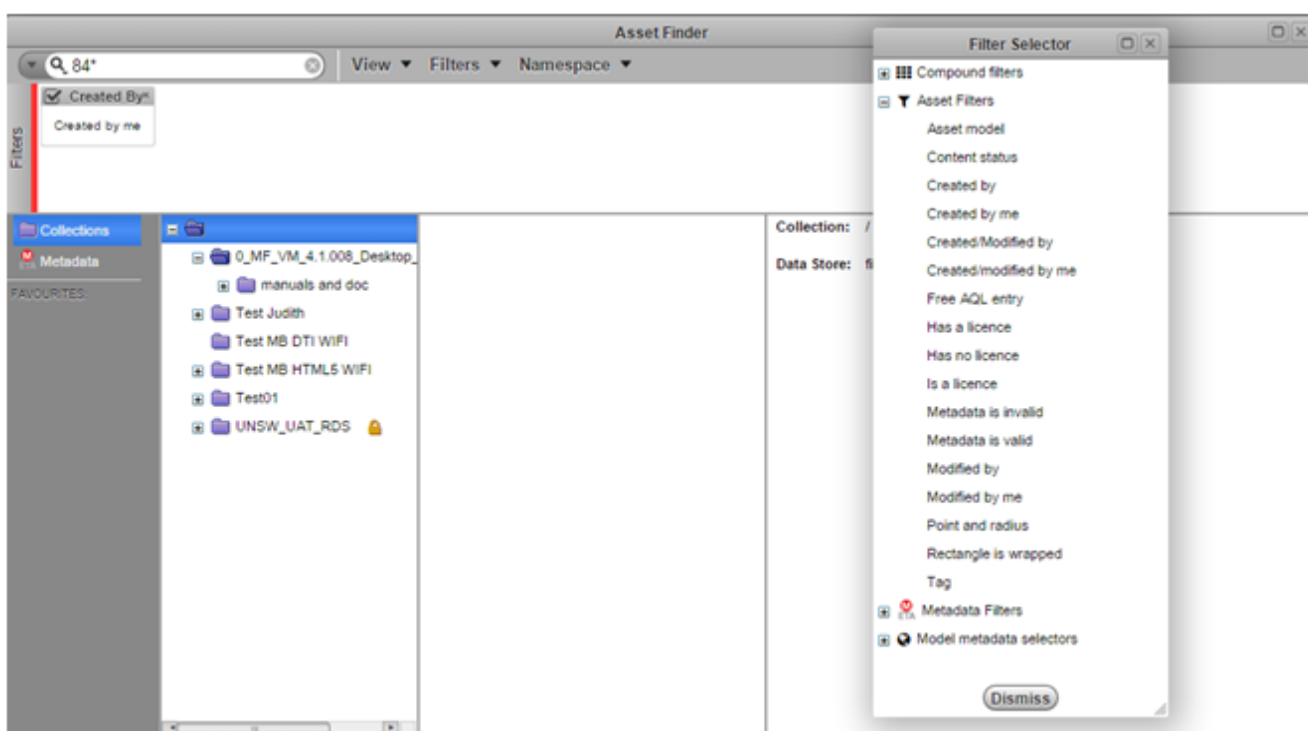 Asset Finder
84*
View
Filters
Namespace
Filters
Created By
Created by me
Collections
Metadata
FAVOURITES:
0_MF_VM_4.1.008_Desktop_
manuals and doc
Test Judith
Test MB DTI WIFI
Test MB HTML5 WIFI
Test01
UNSW_UAT_RDS
Collection: /
Data Store: fi
Filter Selector
Compound filters
Asset Filters
Asset model
Content status
Created by
Created by me
Created/Modified by
Created/modified by me
Free AQL entry
Has a licence
Has no licence
Is a licence
Metadata is invalid
Metadata is valid
Modified by
Modified by me
Point and radius
Rectangle is wrapped
Tag
Metadata Filters
Model metadata selectors
Dismiss